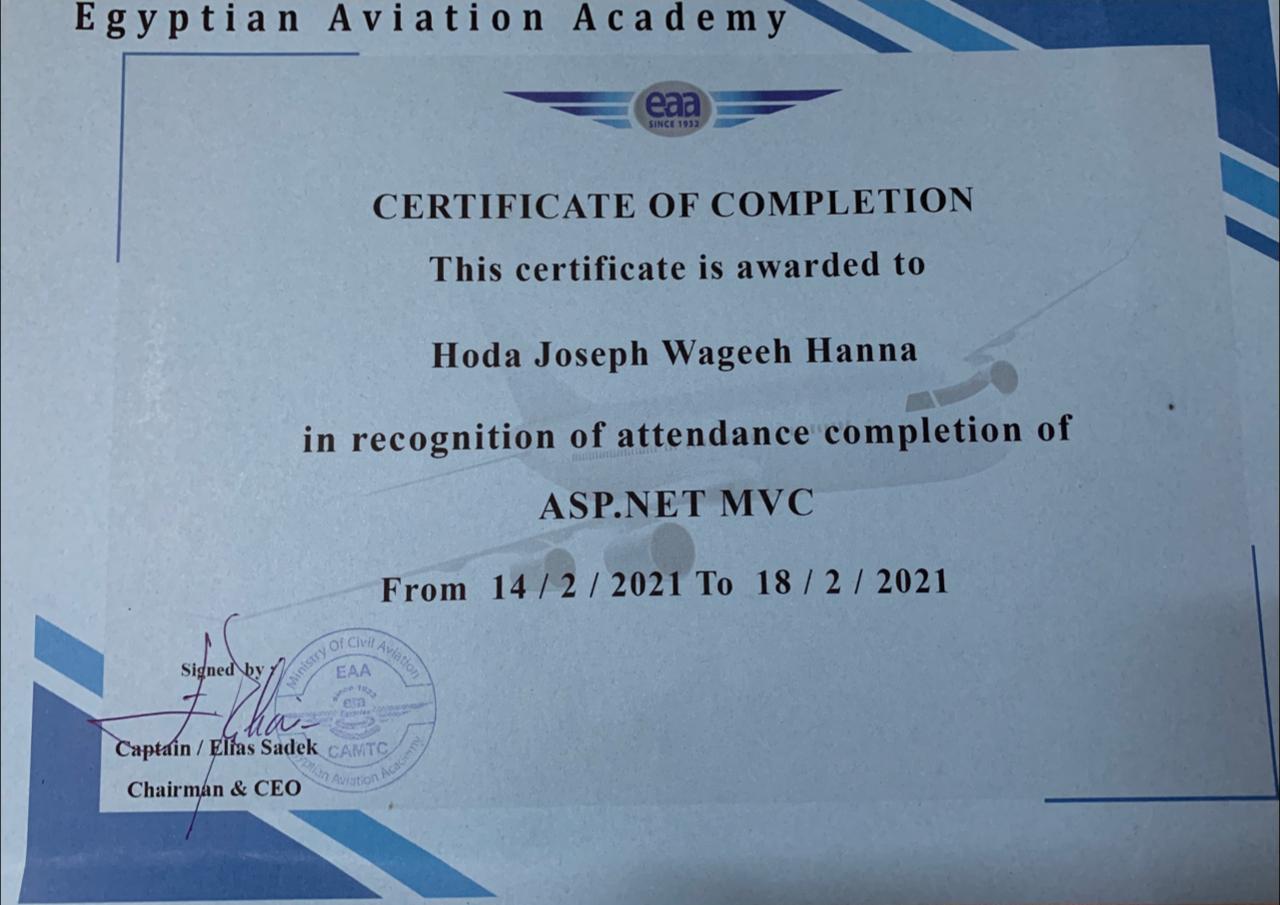 Egyptian Aviation Academy
eaa
SINCE 1932
CERTIFICATE OF COMPLETION
This certificate is awarded to
Hoda Joseph Wageeh Hanna
in recognition of attendance completion of
ASP.NET MVC
From 14 / 2 / 2021 To 18 / 2 / 2021
Signed by
Captain / Elias Sadek
Chairman & CEO
Ministry Of Civil Aviation
EAA
since 1932
eaa
CAMTC
Egyptian Aviation Academy